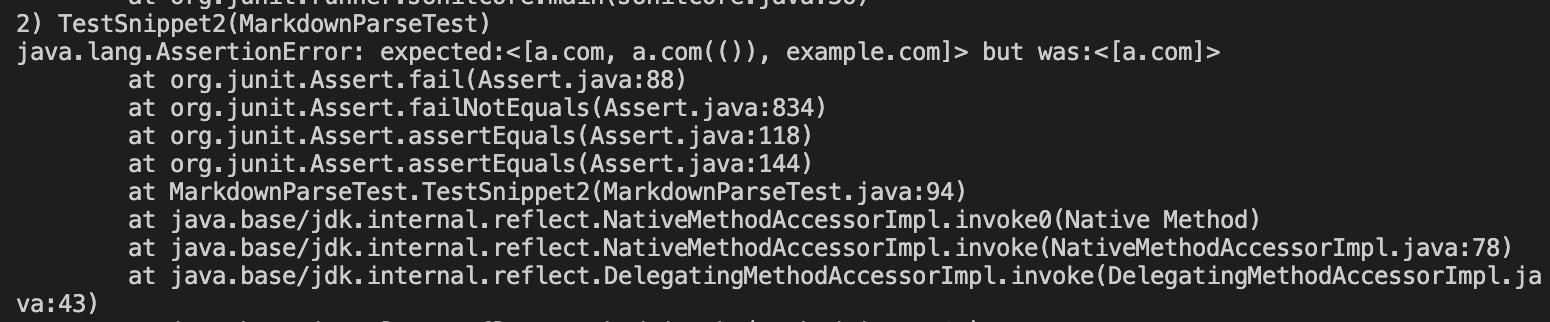 2) TestSnippet2(MarkdownParseTest)
java.lang.AssertionError: expected:<[a.com, a.com(()), example.com]> but was:<[a.com]>
        at org.junit.Assert.fail(Assert.java:88)
        at org.junit.Assert.failNotEquals(Assert.java:834)
        at org.junit.Assert.assertEquals(Assert.java:118)
        at org.junit.Assert.assertEquals(Assert.java:144)
        at MarkdownParseTest.TestSnippet2(MarkdownParseTest.java:94)
        at java.base/jdk.internal.reflect.NativeMethodAccessorImpl.invoke0(Native Method)
        at java.base/jdk.internal.reflect.NativeMethodAccessorImpl.invoke(NativeMethodAccessorImpl.java:78)
        at java.base/jdk.internal.reflect.DelegatingMethodAccessorImpl.invoke(DelegatingMethodAccessorImpl.ja
va:43)